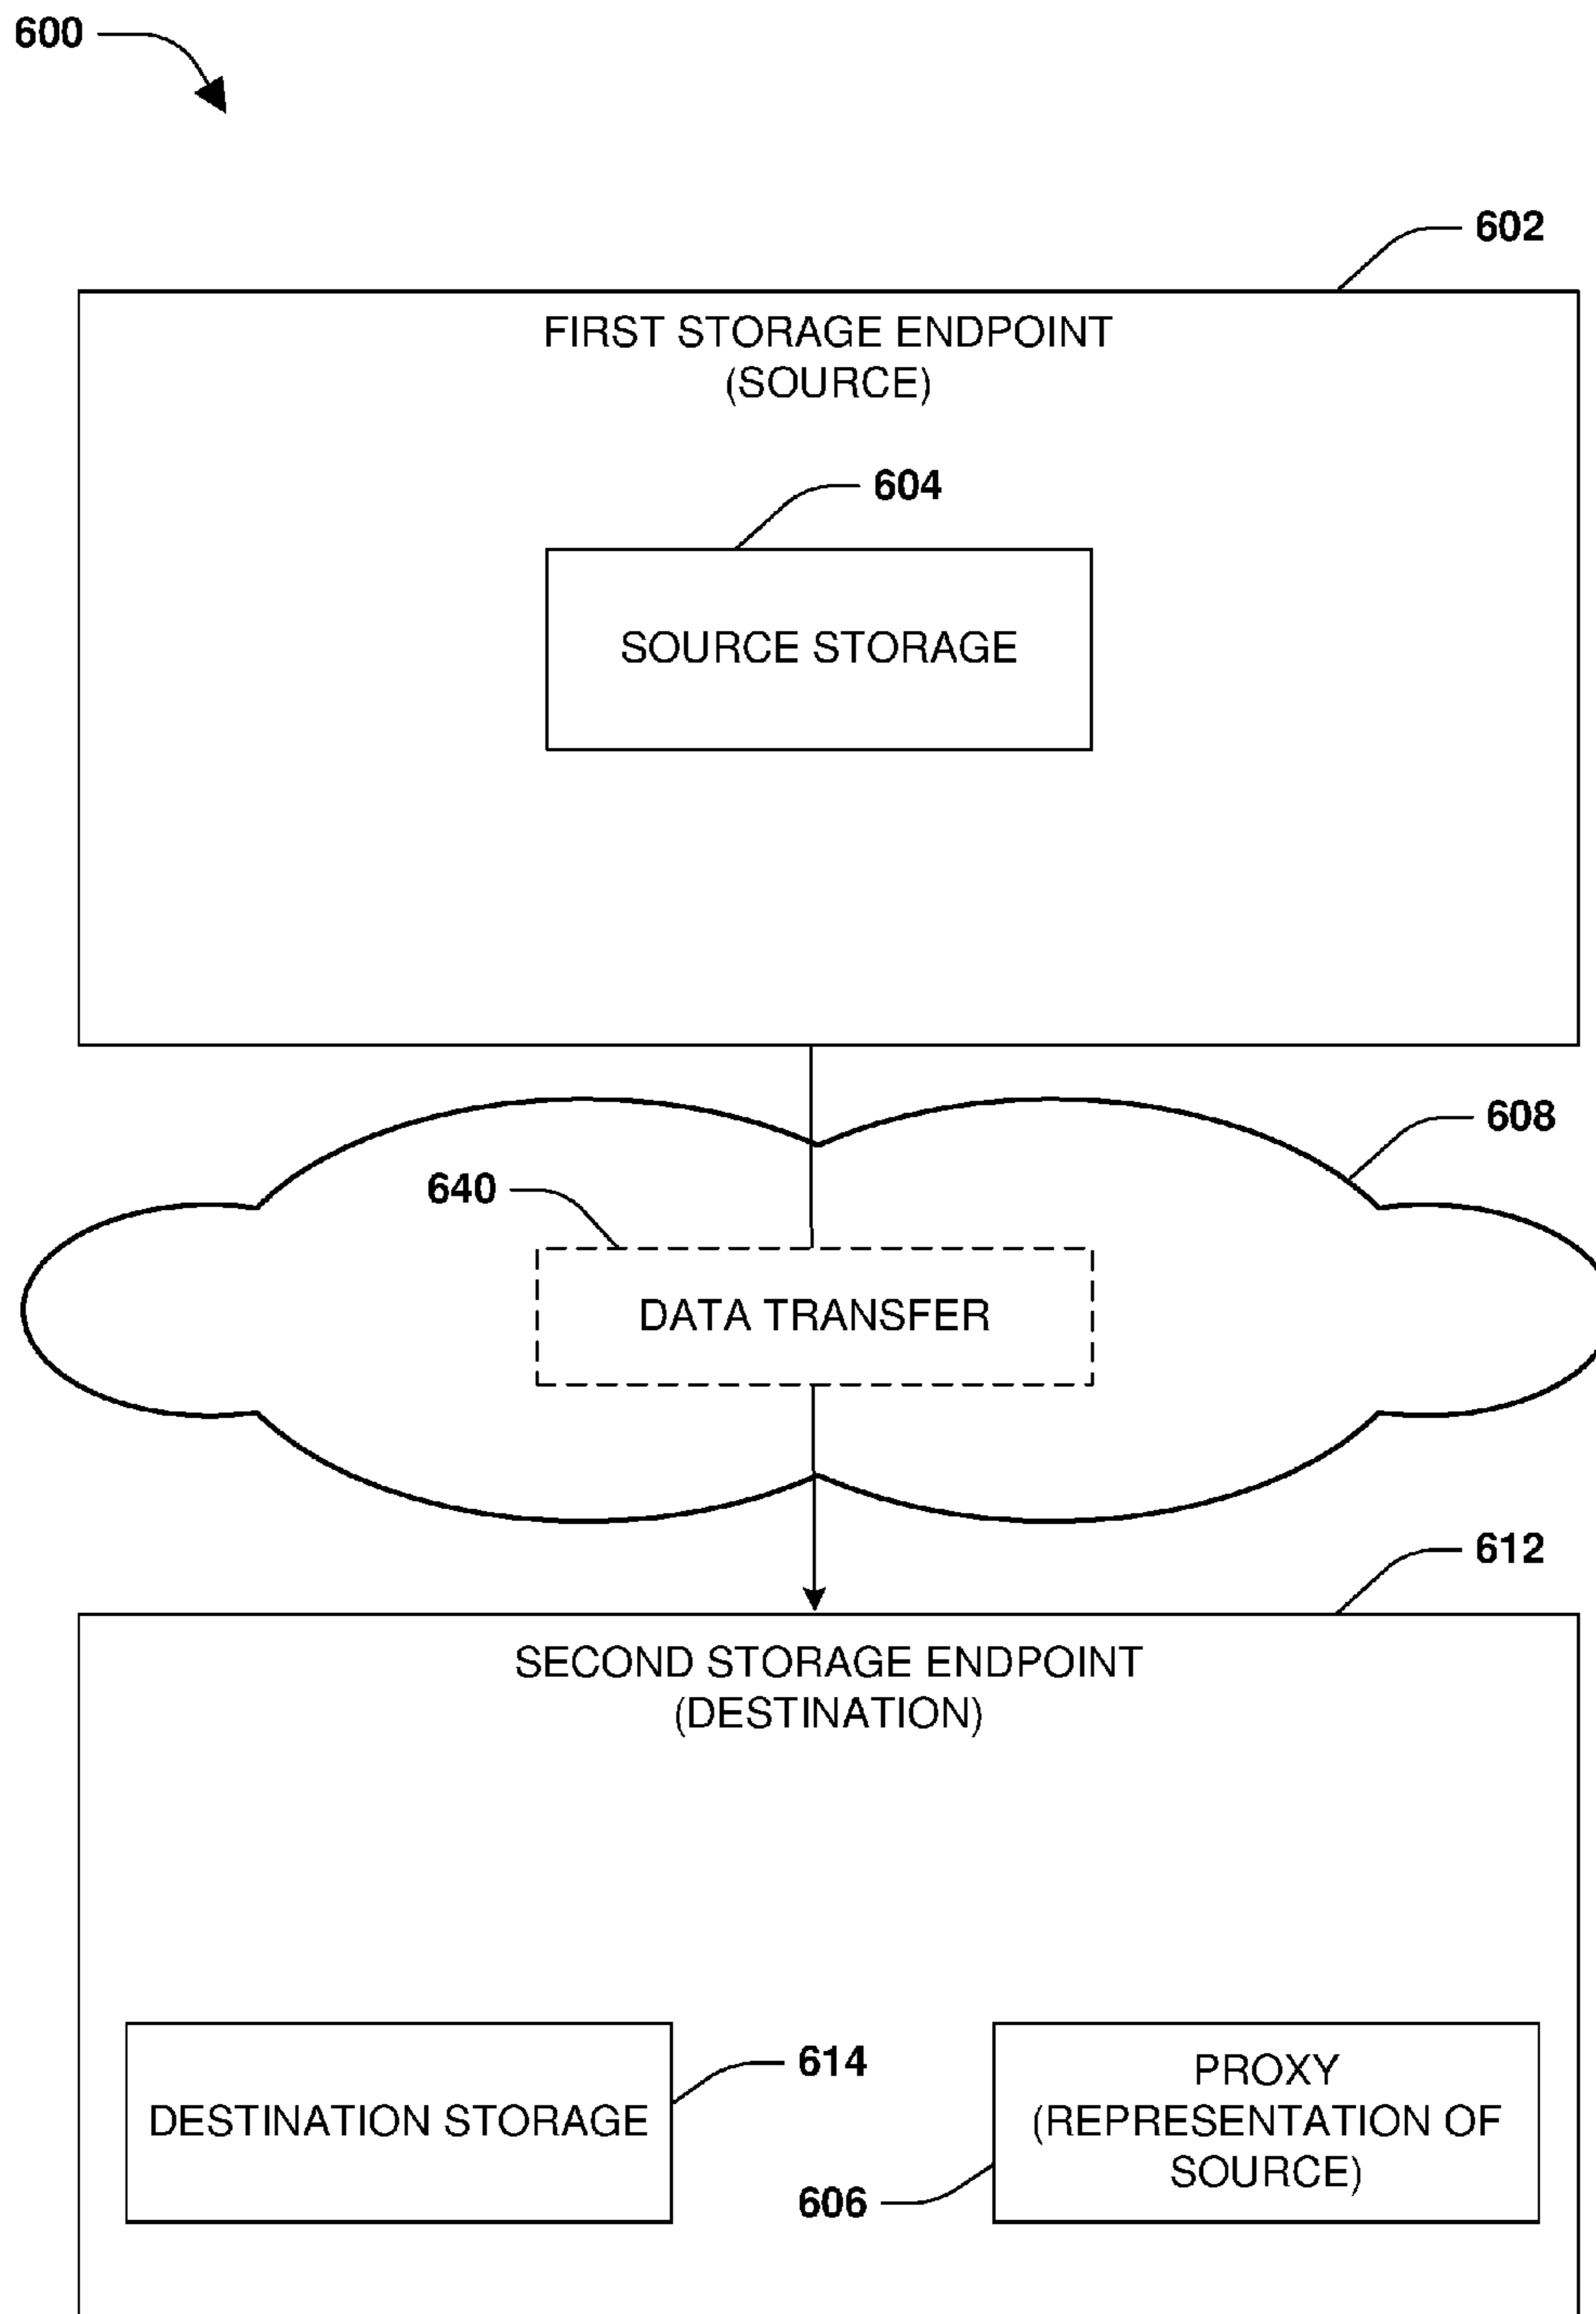 600
602
FIRST STORAGE ENDPOINT
(SOURCE)
604
SOURCE STORAGE
608
640
DATA TRANSFER
612
SECOND STORAGE ENDPOINT
(DESTINATION)
614
DESTINATION STORAGE
PROXY
(REPRESENTATION OF
SOURCE)
606